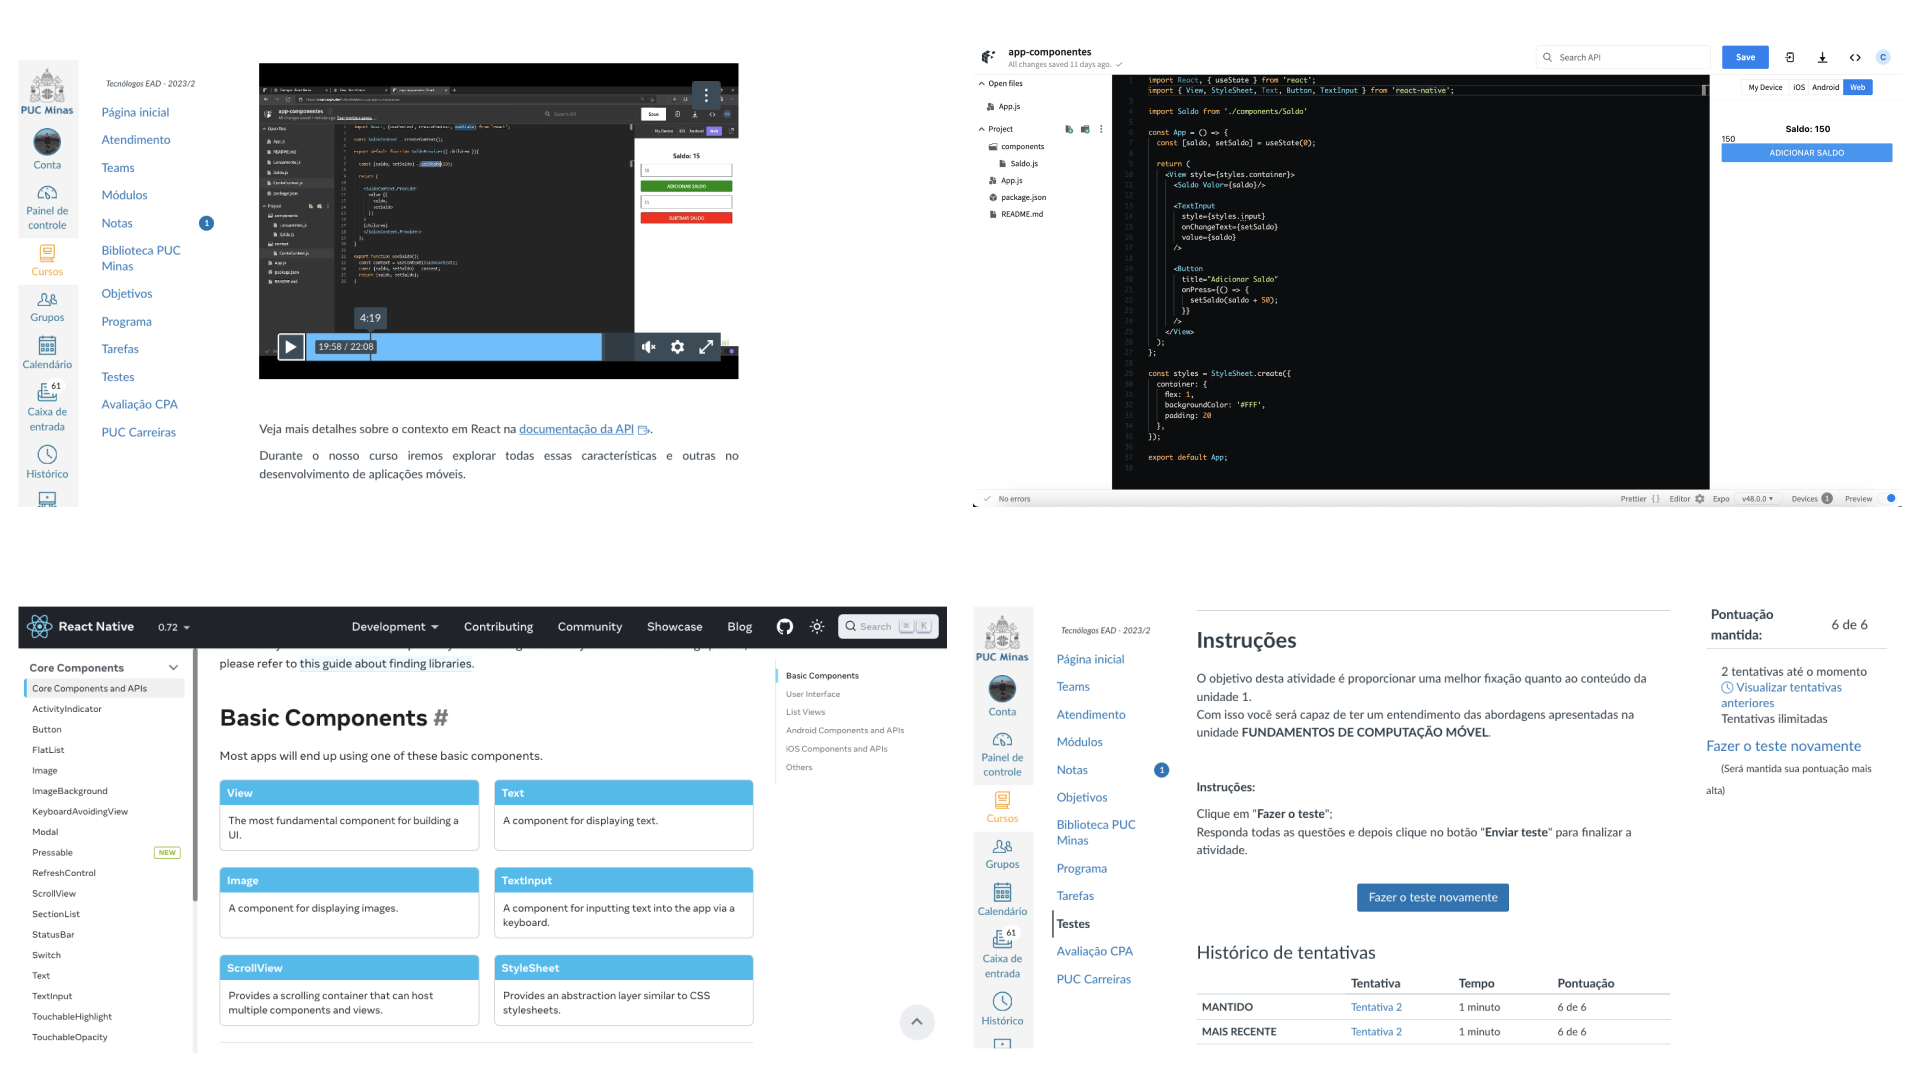 Tecnólogos EAD - 2023/2
PUC Minas
Conta
Painel de
controle
Cursos
Grupos
Calendário
61
Caixa de
entrada
Histórico
Página inicial
Atendimento
Teams
Módulos
Notas
1
Biblioteca PUC
Minas
Objetivos
Programa
Tarefas
Testes
Avaliação CPA
PUC Carreiras
app-componentes
Save
Saldo: 15
ADICIONAR SALDO
SUBTRAIR SALDO
4:19
19:58 / 22:08
Veja mais detalhes sobre o contexto em React na documentação da API.
Durante o nosso curso iremos explorar todas essas características e outras no
desenvolvimento de aplicações móveis.
app-componentes
All changes saved 11 days ago.
Search API
Save
C
Open files
App.js
Project
components
Saldo.js
App.js
package.json
README.md
import React, { useState } from 'react';
import { View, StyleSheet, Text, Button, TextInput } from 'react-native';
import Saldo from './components/Saldo'
const App = () => {
const [saldo, setSaldo] = useState(0);
return (
<View style={styles.container}>
<Saldo Valor={saldo}/>
<TextInput
style={styles.input}
onChangeText={setSaldo}
value={saldo}
/>
<Button
title="Adicionar Saldo"
onPress={() => {
setSaldo(saldo + 50);
}}
/>
</View>
);
};
const styles = StyleSheet.create({
container: {
flex: 1,
backgroundColor: '#FFF',
padding: 20
},
});
export default App;
My Device iOS Android Web
Saldo: 150
150
ADICIONAR SALDO
No errors
Prettier { } Editor Expo v48.0.0 Devices 1 Preview
React Native 0.72 Development Contributing Community Showcase Blog Search ⌘ K
Core Components
Core Components and APIs
ActivityIndicator
Button
FlatList
Image
ImageBackground
KeyboardAvoidingView
Modal
Pressable NEW
RefreshControl
ScrollView
SectionList
StatusBar
Switch
Text
TextInput
TouchableHighlight
TouchableOpacity
please refer to this guide about finding libraries.
Basic Components #
Most apps will end up using one of these basic components.
View
The most fundamental component for building a
UI.
Text
A component for displaying text.
Image
A component for displaying images.
TextInput
A component for inputting text into the app via a
keyboard.
ScrollView
Provides a scrolling container that can host
multiple components and views.
StyleSheet
Provides an abstraction layer similar to CSS
stylesheets.
Basic Components
User Interface
List Views
Android Components and APIs
iOS Components and APIs
Others
PUC Minas
Conta
Painel de
controle
Cursos
Grupos
Calendário
61
Caixa de
entrada
Histórico
Tecnólogos EAD - 2023/2
Página inicial
Teams
Atendimento
Módulos
Notas
1
Objetivos
Biblioteca PUC
Minas
Programa
Tarefas
Testes
Avaliação CPA
PUC Carreiras
Instruções
O objetivo desta atividade é proporcionar uma melhor fixação quanto ao conteúdo da
unidade 1.
Com isso você será capaz de ter um entendimento das abordagens apresentadas na
unidade FUNDAMENTOS DE COMPUTAÇÃO MÓVEL.
Instruções:
Clique em "Fazer o teste";
Responda todas as questões e depois clique no botão "Enviar teste" para finalizar a
atividade.
Fazer o teste novamente
Histórico de tentativas
Tentativa Tempo Pontuação
MANTIDO Tentativa 2 1 minuto 6 de 6
MAIS RECENTE Tentativa 2 1 minuto 6 de 6
Pontuação
mantida: 6 de 6
2 tentativas até o momento
Visualizar tentativas
anteriores
Tentativas ilimitadas
Fazer o teste novamente
(Será mantida sua pontuação mais
alta)